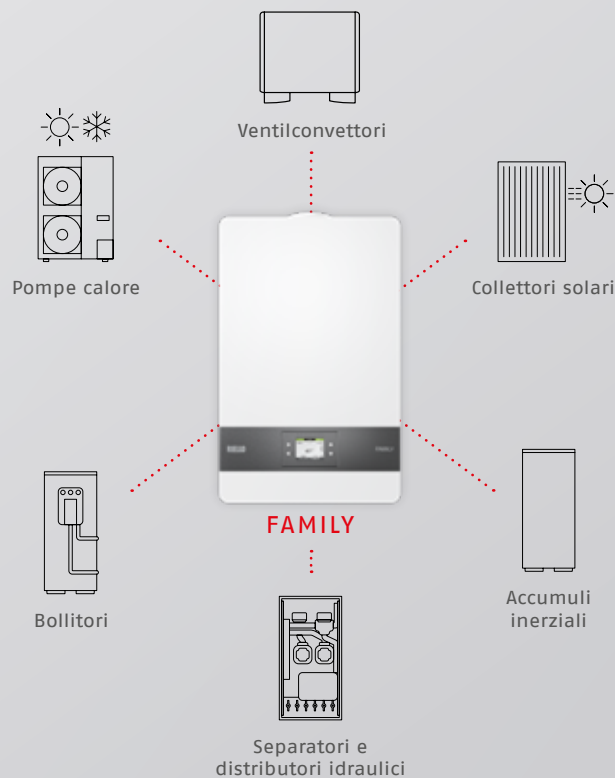 Ventilconvettori
Pompe calore
Collettori solari
FAMILY
Bollitori
Accumuli
inerziali
Separatori e
distributori idraulici